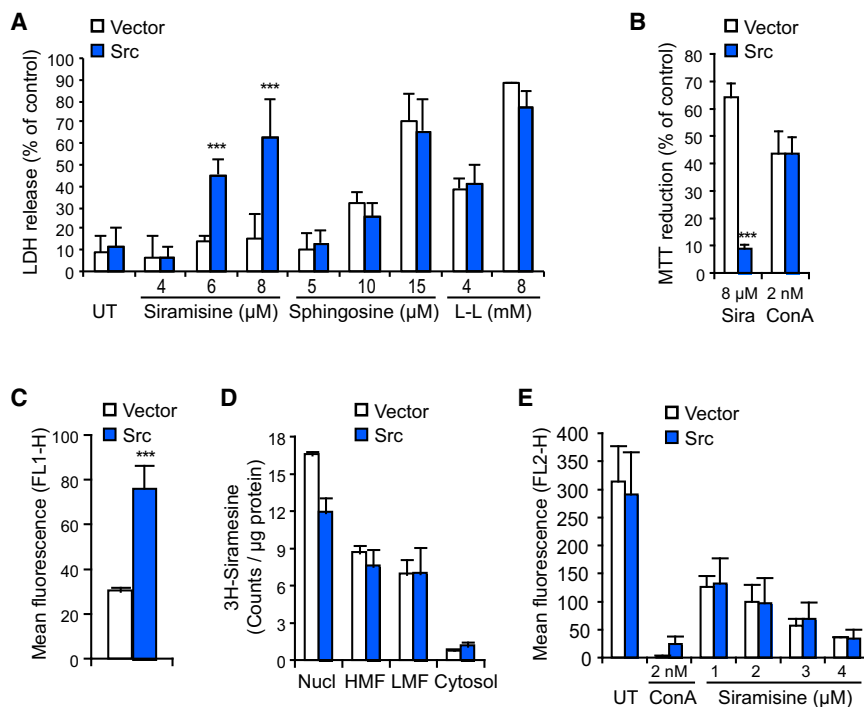 A
Vector
Src
LDH release (% of control)
100
90
80
70
60
50
40
30
20
10
0
***
***
4 6 8 5 10 15 4 8
UT Siramisine (µM) Sphingosine (µM) L-L (mM)
B
Vector
Src
MTT reduction (% of control)
80
70
60
50
40
30
20
10
0
***
8 µM 2 nM
Sira ConA
C
Vector
Src
Mean fluorescence (FL1-H)
100
80
60
40
20
00
***
D
Vector
Src
3H-Siramesine
(Counts / µg protein)
18
15
12
9
6
3
0
Nucl HMF LMF Cytosol
E
Vector
Src
Mean fluorescence (FL2-H)
400
350
300
250
200
150
100
50
0
2 nM 1 2 3 4
UT ConA Siramisine (µM)